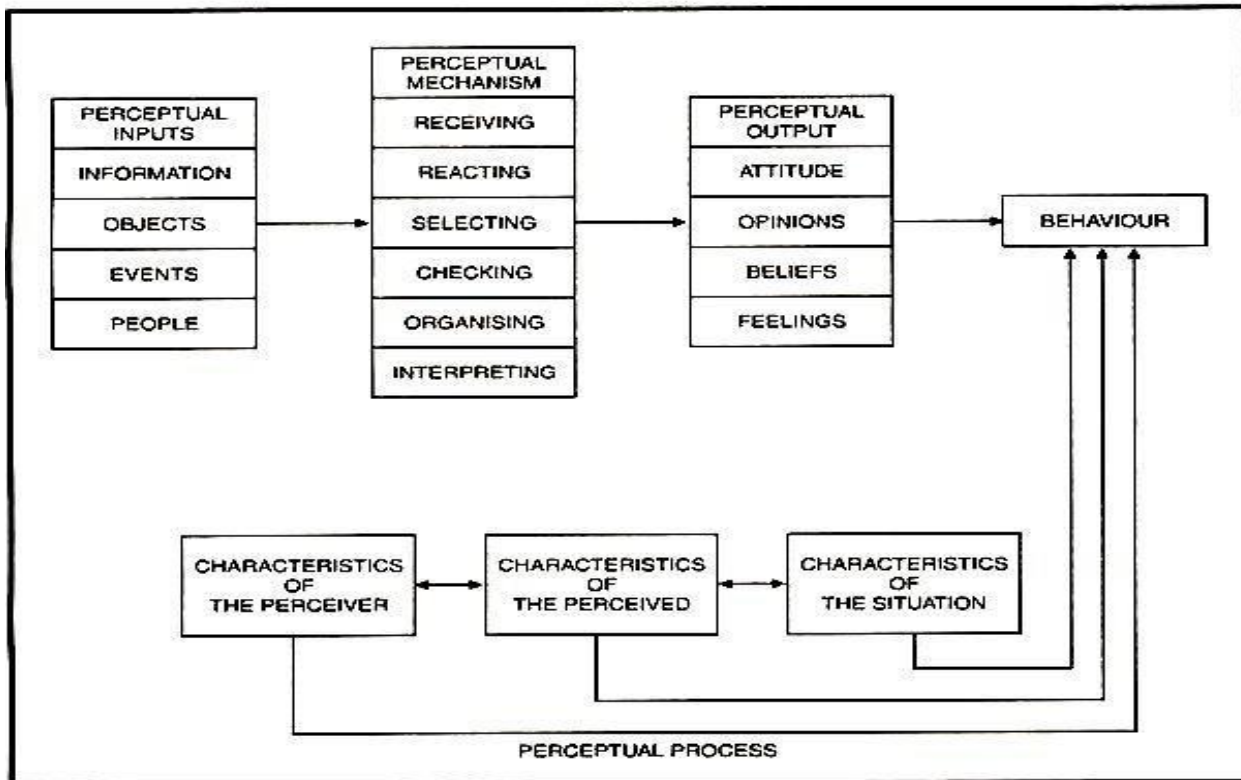 PERCEPTUAL
INPUTS
INFORMATION
OBJECTS
EVENTS
PEOPLE
PERCEPTUAL
MECHANISM
RECEIVING
REACTING
SELECTING
CHECKING
ORGANISING
INTERPRETING
PERCEPTUAL
OUTPUT
ATTITUDE
OPINIONS
BELIEFS
FEELINGS
BEHAVIOUR
CHARACTERISTICS
OF
THE PERCEIVER
CHARACTERISTICS
OF
THE PERCEIVED
CHARACTERISTICS
OF
THE SITUATION
PERCEPTUAL PROCESS